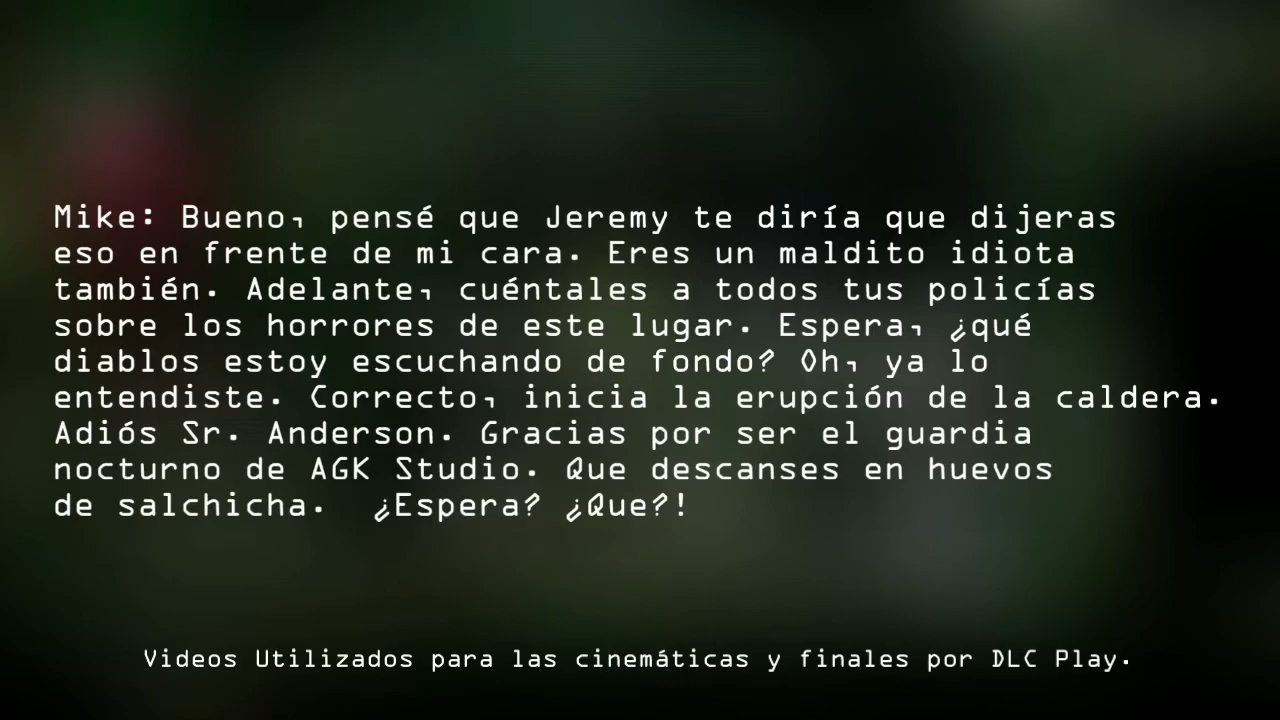 Mike: Bueno, pensé que Jeremy te diría que dijeras
eso en frente de mi cara. Eres un maldito idiota
también. Adelante, cuéntales a todos tus policías
sobre los horrores de este lugar. Espera, ¿qué
diablos estoy escuchando de fondo? Oh, ya lo
entendiste. Correcto, inicia la erupción de la caldera.
Adiós Sr. Anderson. Gracias por ser el guardia
nocturno de AGK Studio. Que descanses en huevos
de salchicha.  ¿Espera? ¿Que?!
Videos Utilizados para las cinemáticas y finales por DLC Play.